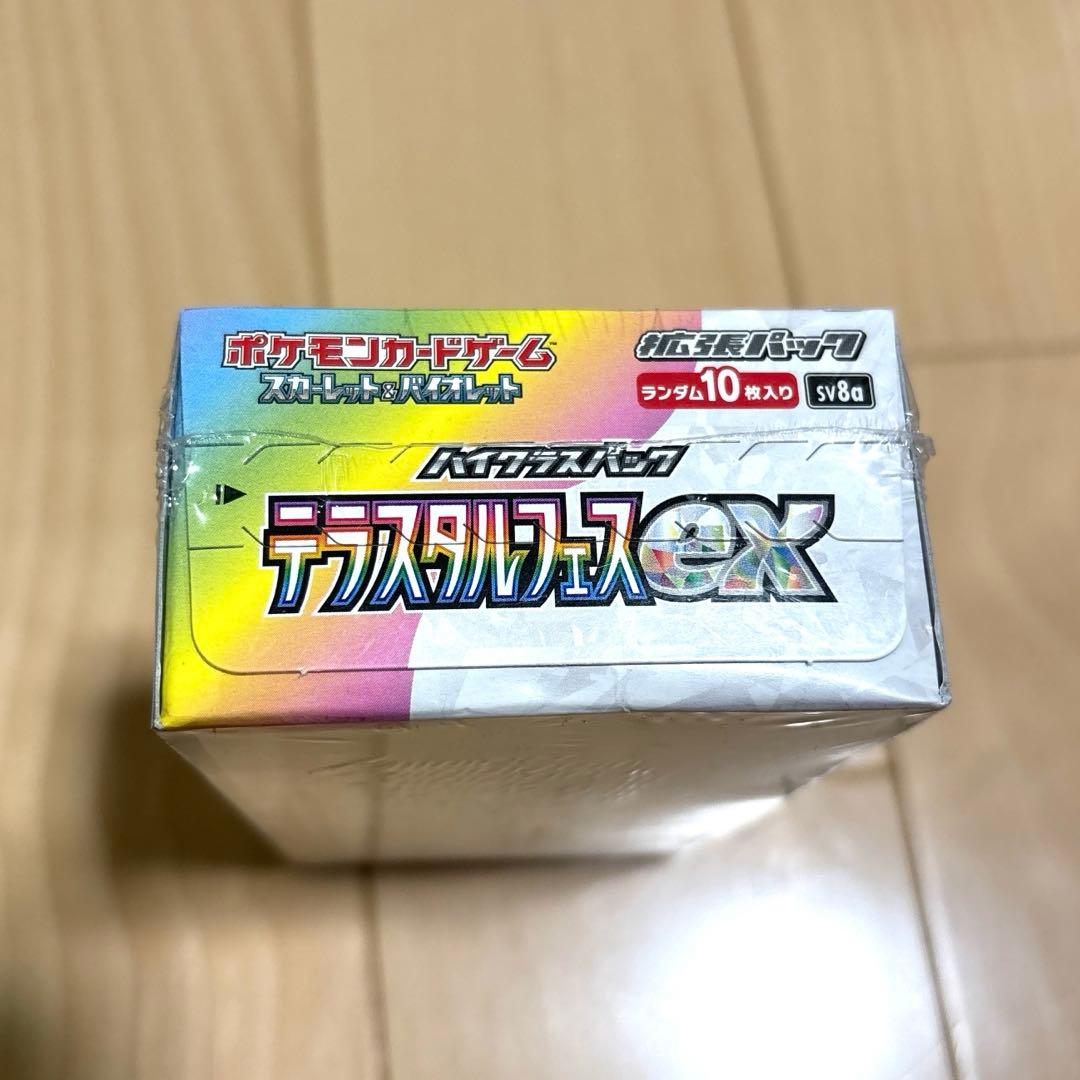 ポケモンカードゲーム™
スカーレット&バイオレット
拡張パック
ランダム10枚入り SV8a
ハイクラスパック
テラスタルフェスex